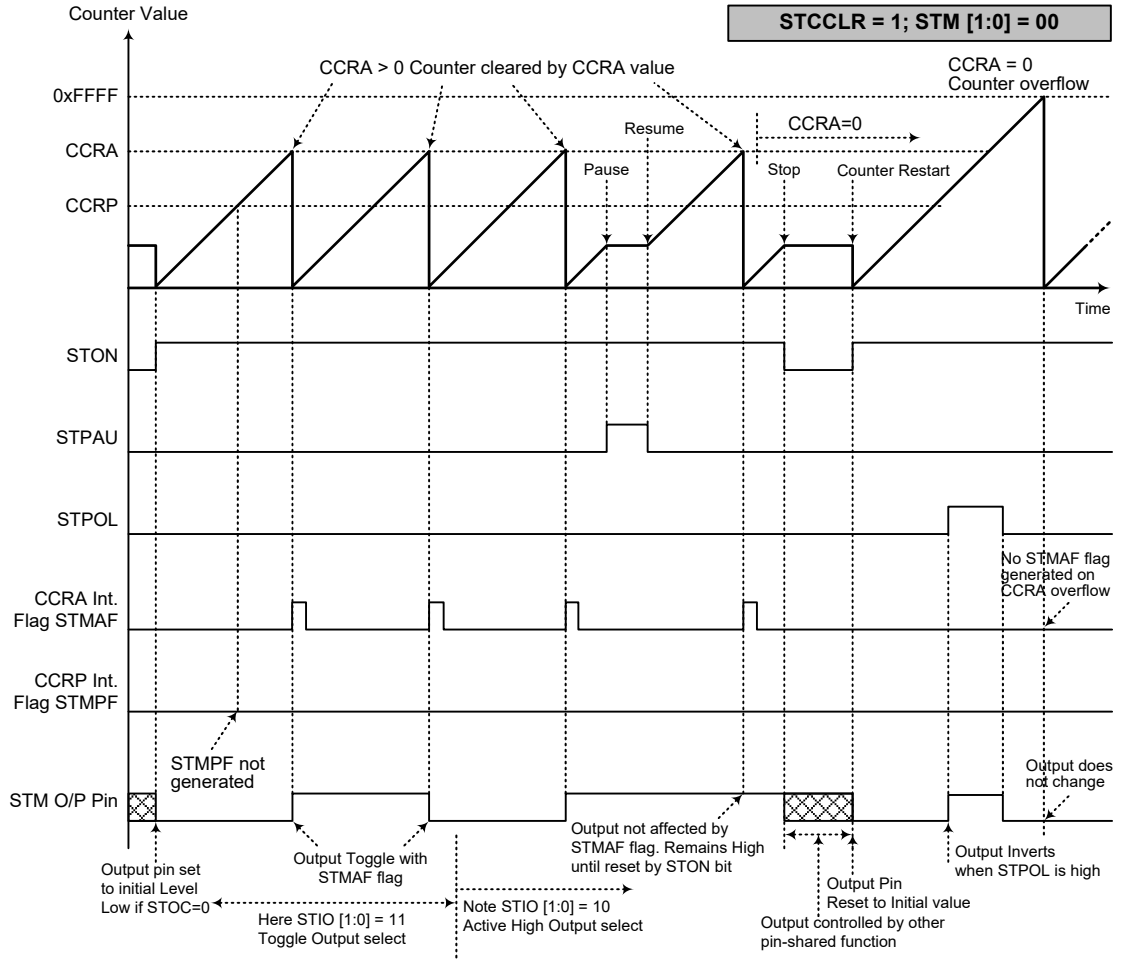 Counter Value
STCCLR = 1; STM [1:0] = 00
CCRA > 0 Counter cleared by CCRA value
CCRA = 0
Counter overflow
0xFFFF
Resume
CCRA=0
CCRA
Pause
Stop
Counter Restart
CCRP
Time
STON
STPAU
STPOL
No STMAF flag
generated on
CCRA overflow
CCRA Int.
Flag STMAF
CCRP Int.
Flag STMPF
STMPF not
generated
Output does
not change
STM O/P Pin
Output pin set
to initial Level
Low if STOC=0
Output Toggle with
STMAF flag
Output not affected by
STMAF flag. Remains High
until reset by STON bit
Output Inverts
when STPOL is high
Output Pin
Reset to Initial value
Here STIO [1:0] = 11
Toggle Output select
Note STIO [1:0] = 10
Active High Output select
Output controlled by other
pin-shared function